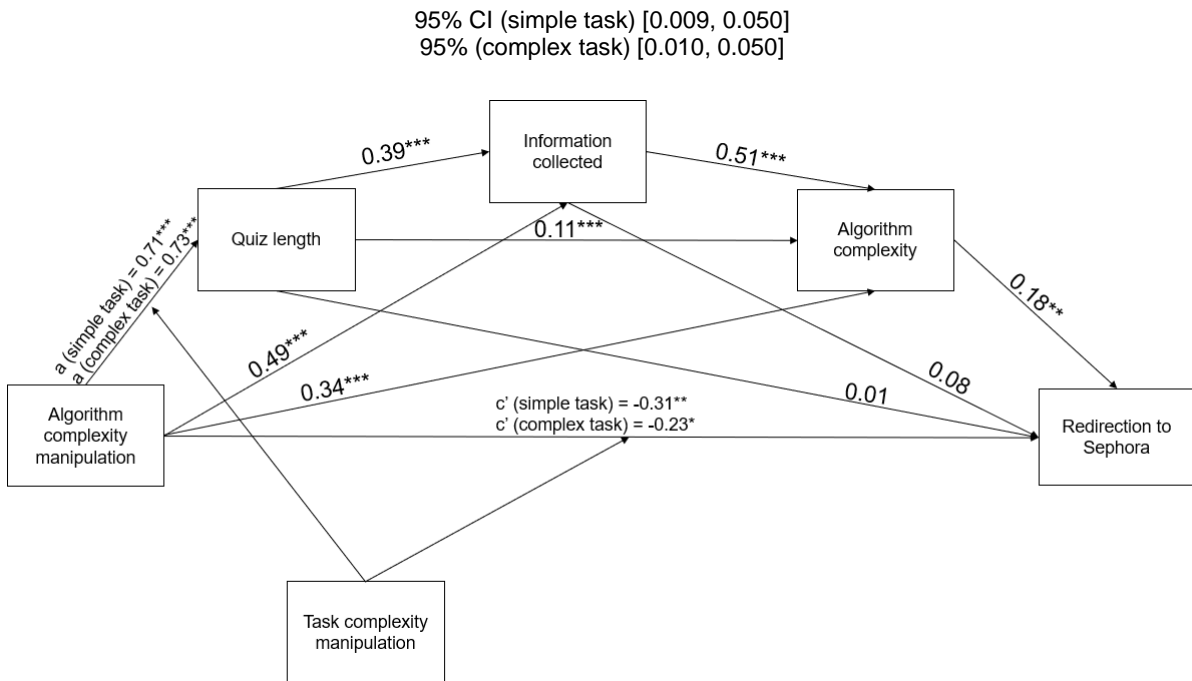 95% CI (simple task) [0.009, 0.050]
95% (complex task) [0.010, 0.050]
Information
collected
0.39***
0.51***
Quiz length
0.11***
Algorithm
complexity
a (simple task) = 0.71***
a (complex task) = 0.73***
0.18**
0.49***
0.34***
0.08
0.01
Algorithm
complexity
manipulation
c’ (simple task) = -0.31**
c’ (complex task) = -0.23*
Redirection to
Sephora
Task complexity
manipulation